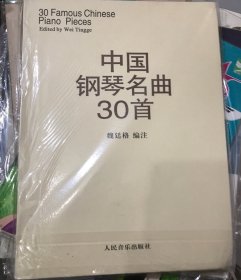 30 Famous Chinese
Piano Pieces
Edited by Wei Tingge
中国
钢琴名曲
30首
魏廷格 编注
人民音乐出版社